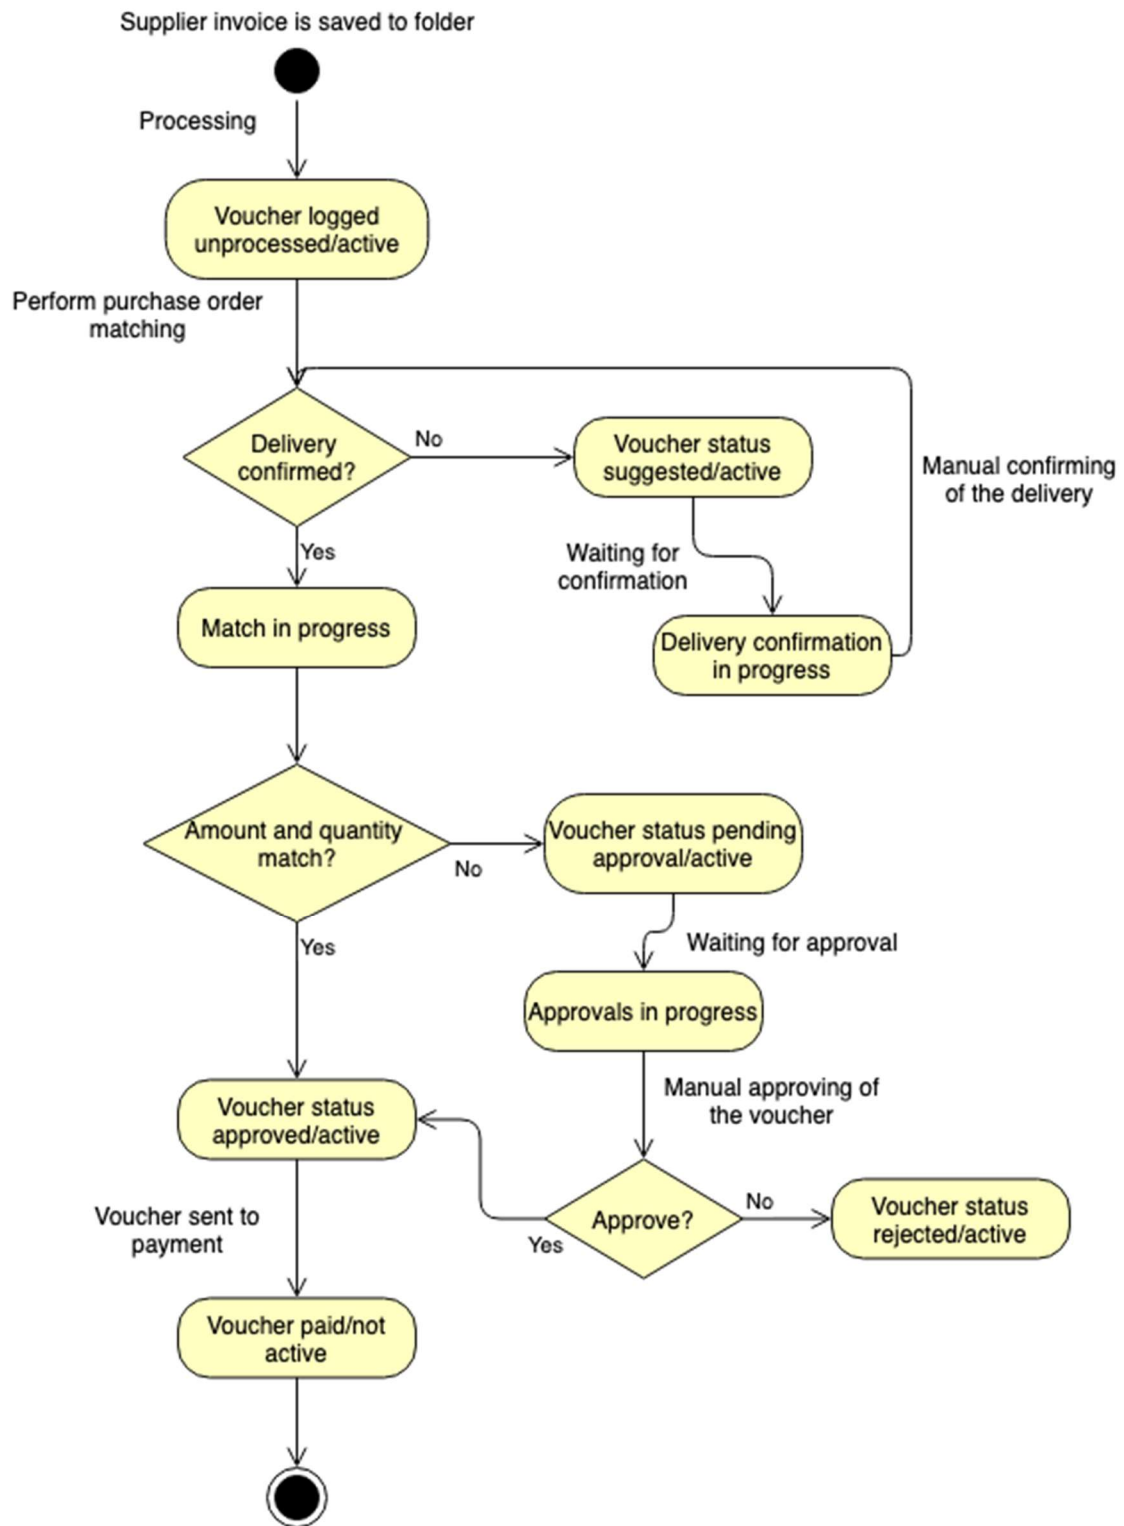 Supplier invoice is saved to folder
Processing
Voucher logged
unprocessed/active
Perform purchase order
matching
Delivery
confirmed?
No
Voucher status
suggested/active
Manual confirming
of the delivery
Yes
Waiting for
confirmation
Match in progress
Delivery confirmation
in progress
Amount and quantity
match?
No
Voucher status pending
approval/active
Yes
Waiting for approval
Approvals in progress
Manual approving of
the voucher
Voucher status
approved/active
Approve?
Yes
No
Voucher status
rejected/active
Voucher sent to
payment
Voucher paid/not
active